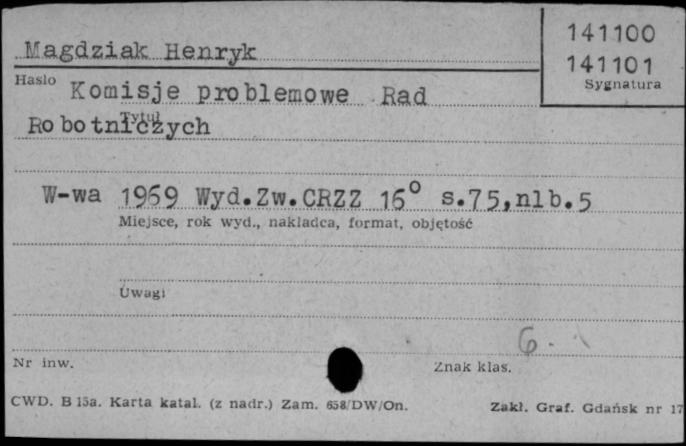 141100
Magdziak Henryk
141101
Hasło
Sygnatura
Komisje problemowe Rad
Tytuł
Robotniczych
W-wa 1969 Wyd.Zw.CRZZ 16° s.75,nlb.5
Miejsce, rok wyd., nakładca, format, objętość
Uwagi
6.
Nr inw.
Znak klas.
CWD. B 15a. Karta katal. (z nadr.) Zam. 658/DW/On.
Zakł. Graf. Gdańsk nr 17